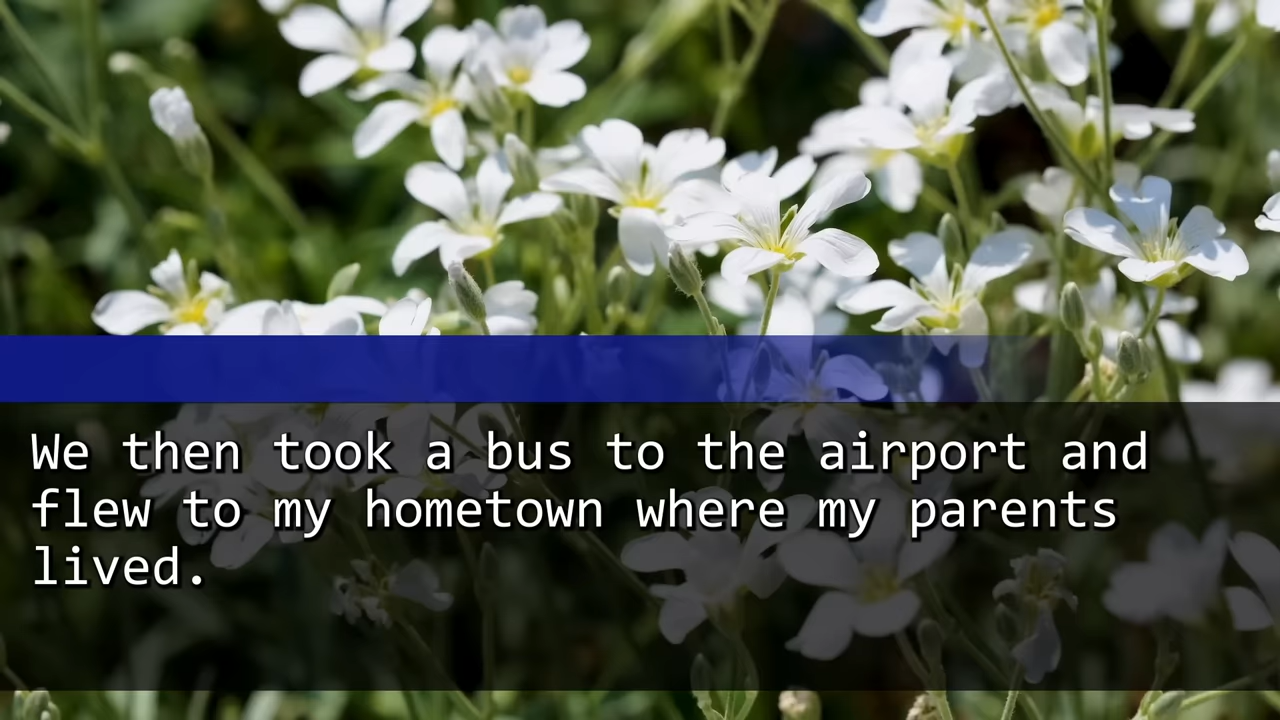 We then took a bus to the airport and
flew to my hometown where my parents
lived.